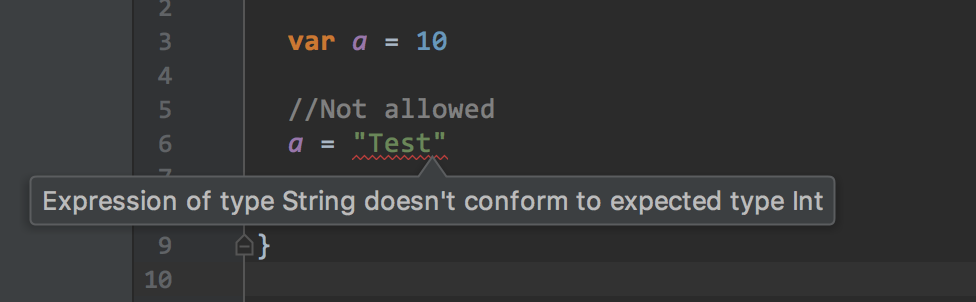 2
3 var a = 10
4
5 //Not allowed
6 a = "Test"
7
Expression of type String doesn't conform to expected type Int
9 }
10